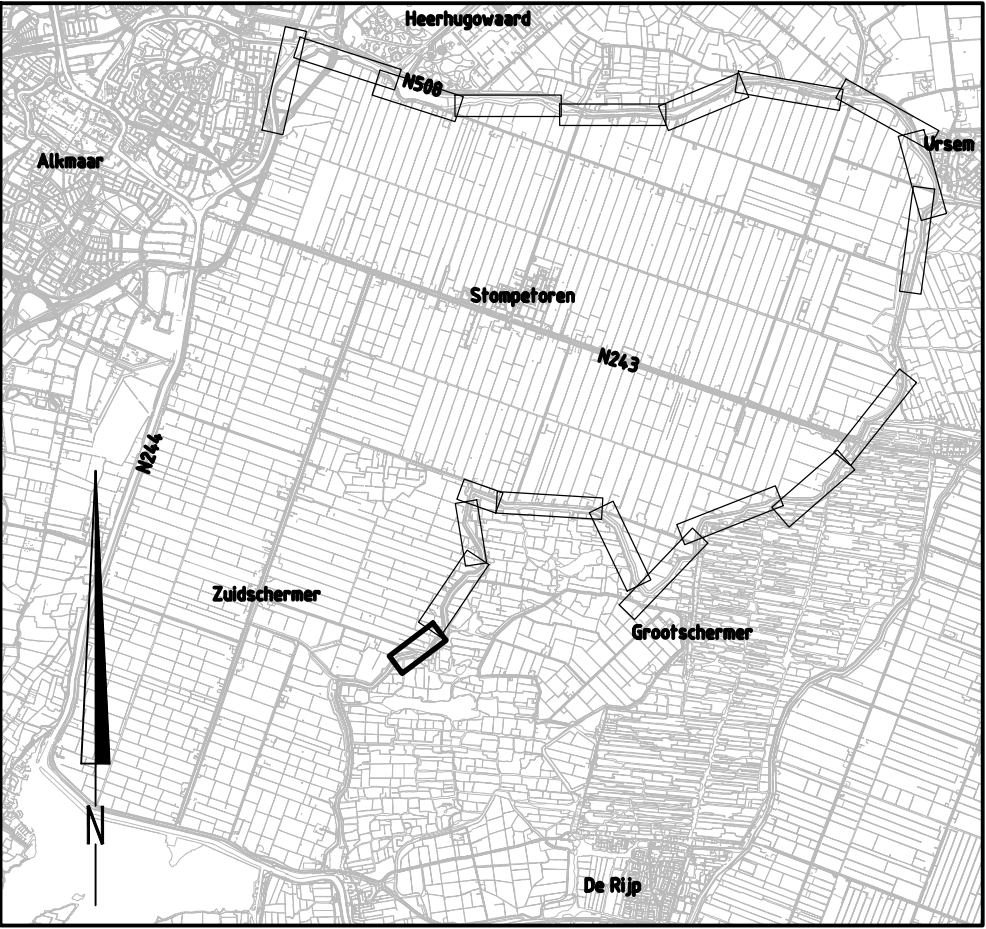 Heerhugowaard
N508
Ursem
Alkmaar
Stompetoren
N243
N244
Zuidschermer
Grootschermer
N
De Rijp